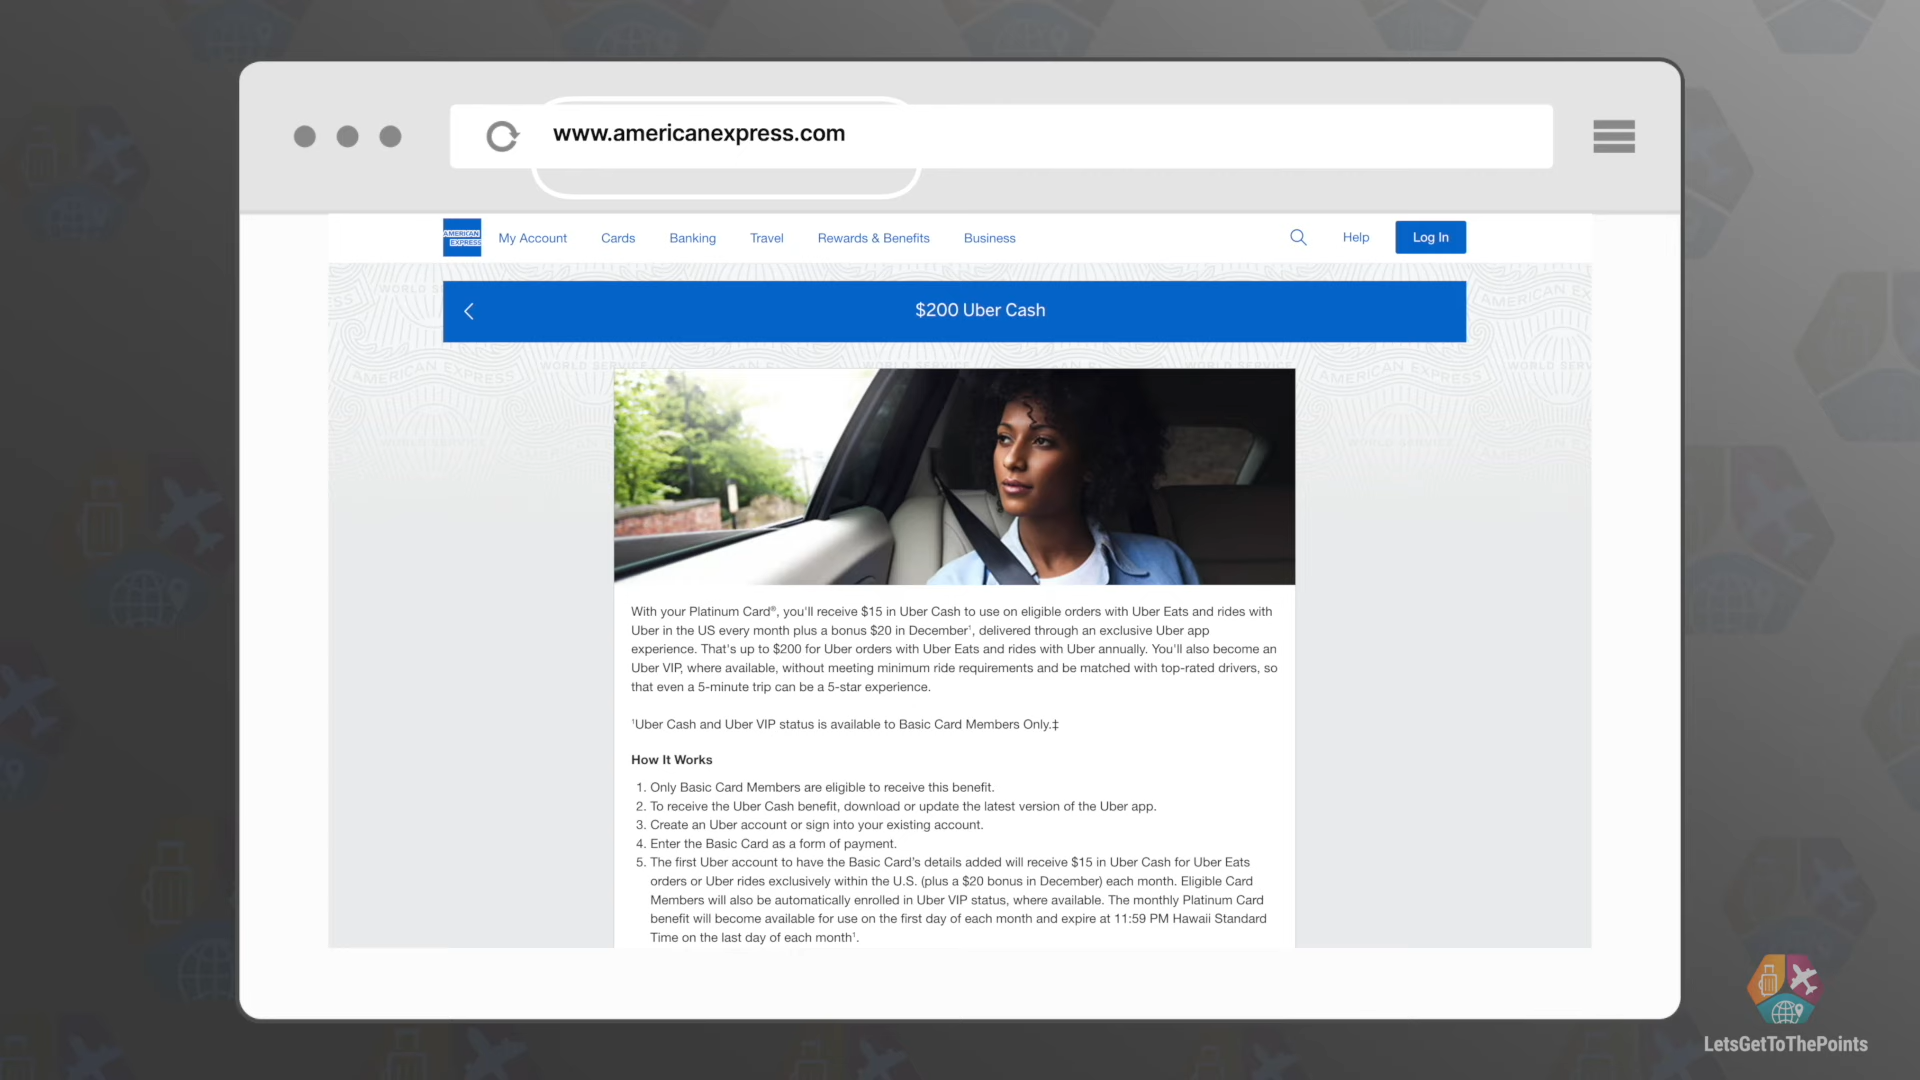 www.americanexpress.com
AMERICAN
EXPRESS
My Account Cards Banking Travel Rewards & Benefits Business Help Log In
$200 Uber Cash
With your Platinum Card®, you'll receive $15 in Uber Cash to use on eligible orders with Uber Eats and rides with
Uber in the US every month plus a bonus $20 in December¹, delivered through an exclusive Uber app
experience. That's up to $200 for Uber orders with Uber Eats and rides with Uber annually. You'll also become an
Uber VIP, where available, without meeting minimum ride requirements and be matched with top-rated drivers, so
that even a 5-minute trip can be a 5-star experience.
¹Uber Cash and Uber VIP status is available to Basic Card Members Only.‡
How It Works
1. Only Basic Card Members are eligible to receive this benefit.
2. To receive the Uber Cash benefit, download or update the latest version of the Uber app.
3. Create an Uber account or sign into your existing account.
4. Enter the Basic Card as a form of payment.
5. The first Uber account to have the Basic Card's details added will receive $15 in Uber Cash for Uber Eats
orders or Uber rides exclusively within the U.S. (plus a $20 bonus in December) each month. Eligible Card
Members will also be automatically enrolled in Uber VIP status, where available. The monthly Platinum Card
benefit will become available for use on the first day of each month and expire at 11:59 PM Hawaii Standard
Time on the last day of each month¹.
LetsGetToThePoints